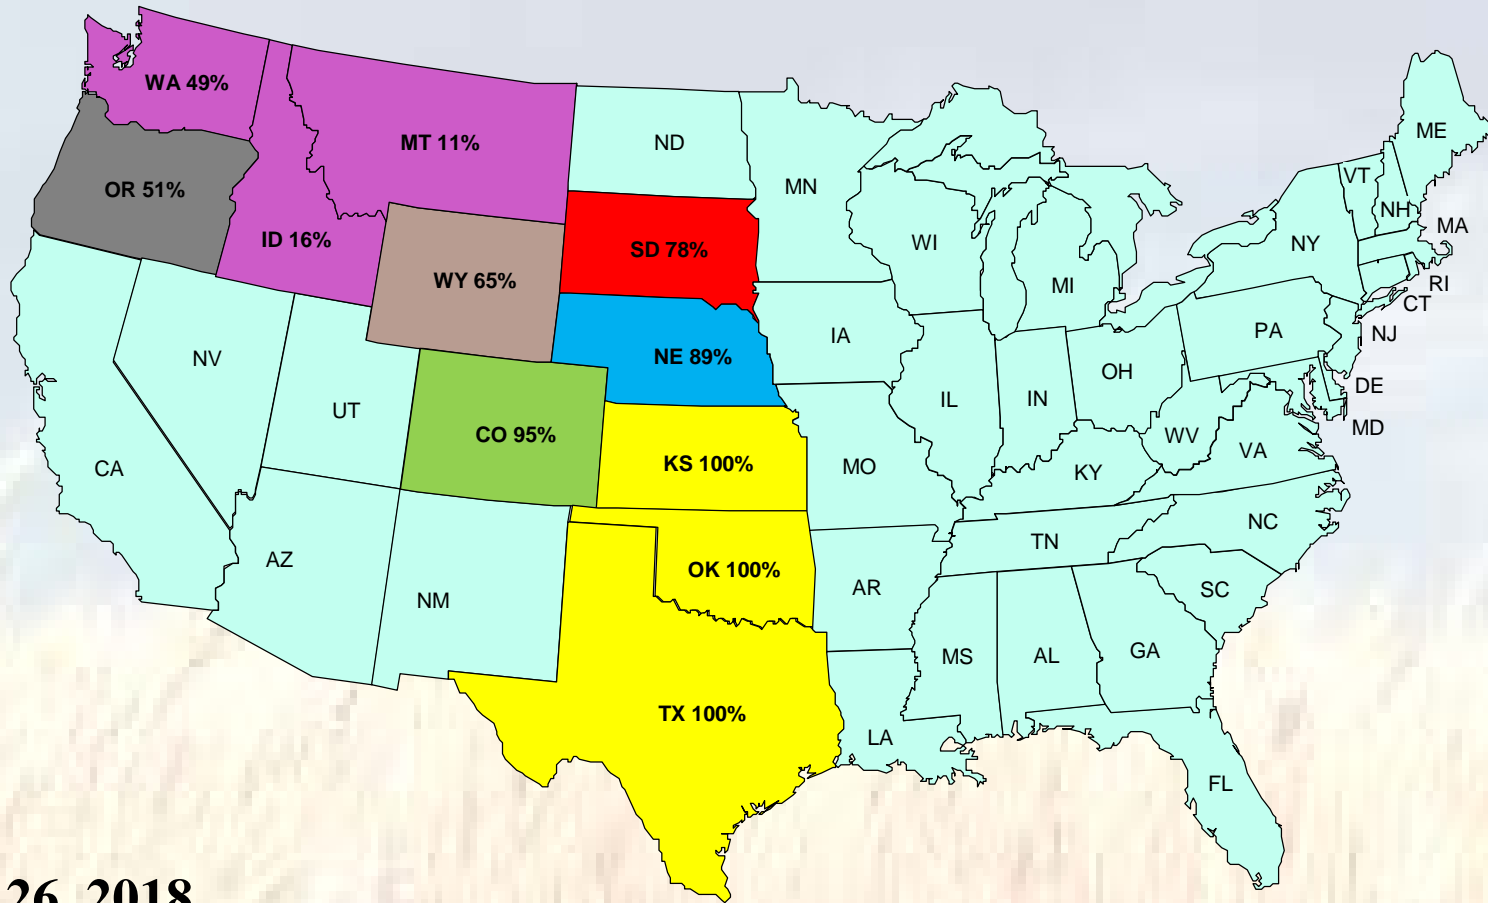 WA 49%
MT 11%
ND
ME
OR 51%
MN
VT
NH
MA
ID 16%
SD 78%
WI
NY
WY 65%
MI
RI
CT
IA
PA
NJ
NV
NE 89%
OH
DE
UT
IL
IN
CO 95%
MD
WV
VA
CA
KS 100%
MO
KY
NC
TN
AZ
OK 100%
AR
SC
NM
MS
AL
GA
TX 100%
LA
FL
26, 2018